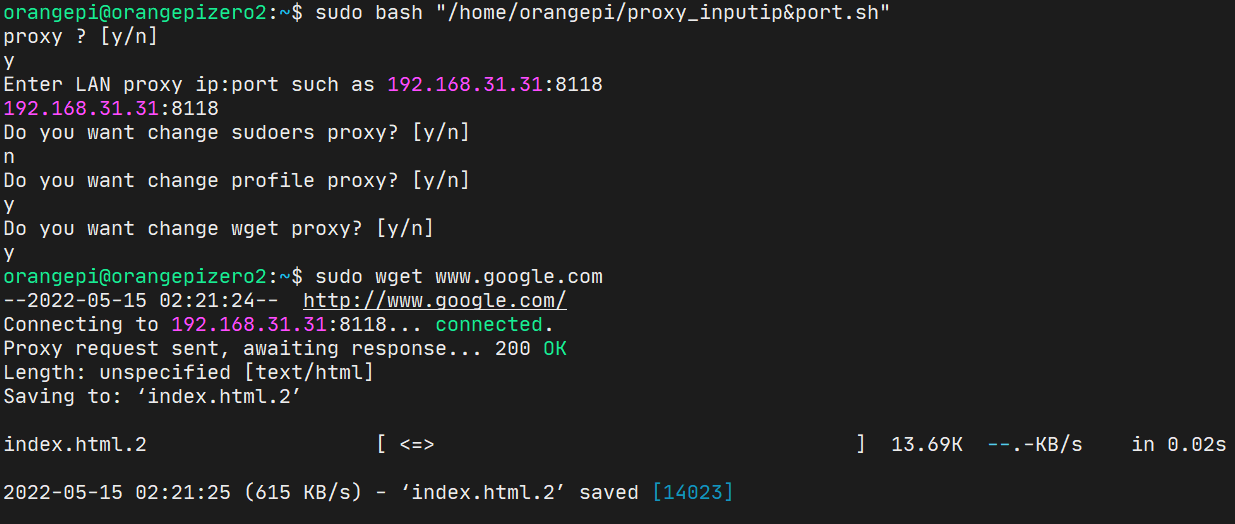 orangepi@orangepizero2:~$ sudo bash "/home/orangepi/proxy_inputip&port.sh"
proxy ? [y/n]
y
Enter LAN proxy ip:port such as 192.168.31.31:8118
192.168.31.31:8118
Do you want change sudoers proxy? [y/n]
n
Do you want change profile proxy? [y/n]
y
Do you want change wget proxy? [y/n]
y
orangepi@orangepizero2:~$ sudo wget www.google.com
--2022-05-15 02:21:24--  http://www.google.com/
Connecting to 192.168.31.31:8118... connected.
Proxy request sent, awaiting response... 200 OK
Length: unspecified [text/html]
Saving to: ‘index.html.2’
index.html.2                   [ <=>                                   ]  13.69K  --.-KB/s    in 0.02s
2022-05-15 02:21:25 (615 KB/s) - ‘index.html.2’ saved [14023]